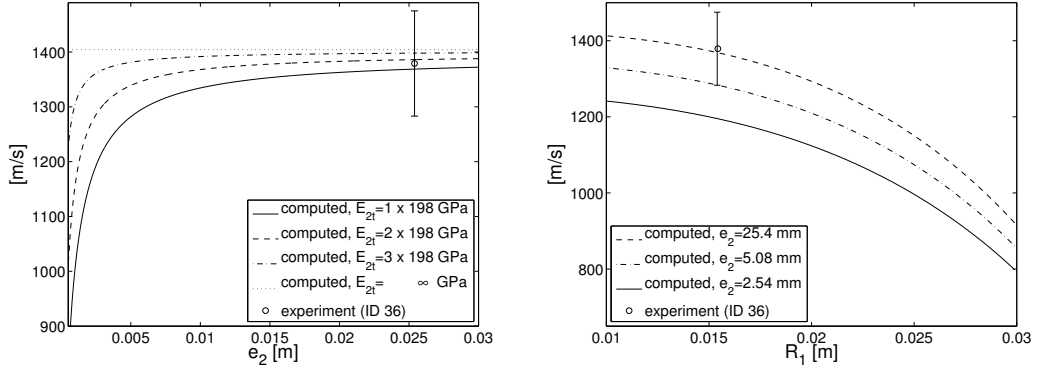 1400
1300
1200
1100
1000
900
[m/s]
computed, E2t=1 x 198 GPa
computed, E2t=2 x 198 GPa
computed, E2t=3 x 198 GPa
computed, E2t= ∞ GPa
experiment (ID 36)
0.005 0.01 0.015 0.02 0.025 0.03
e2 [m]
1400
1200
1000
800
[m/s]
computed, e2=25.4 mm
computed, e2=5.08 mm
computed, e2=2.54 mm
experiment (ID 36)
0.01 0.015 0.02 0.025 0.03
R1 [m]